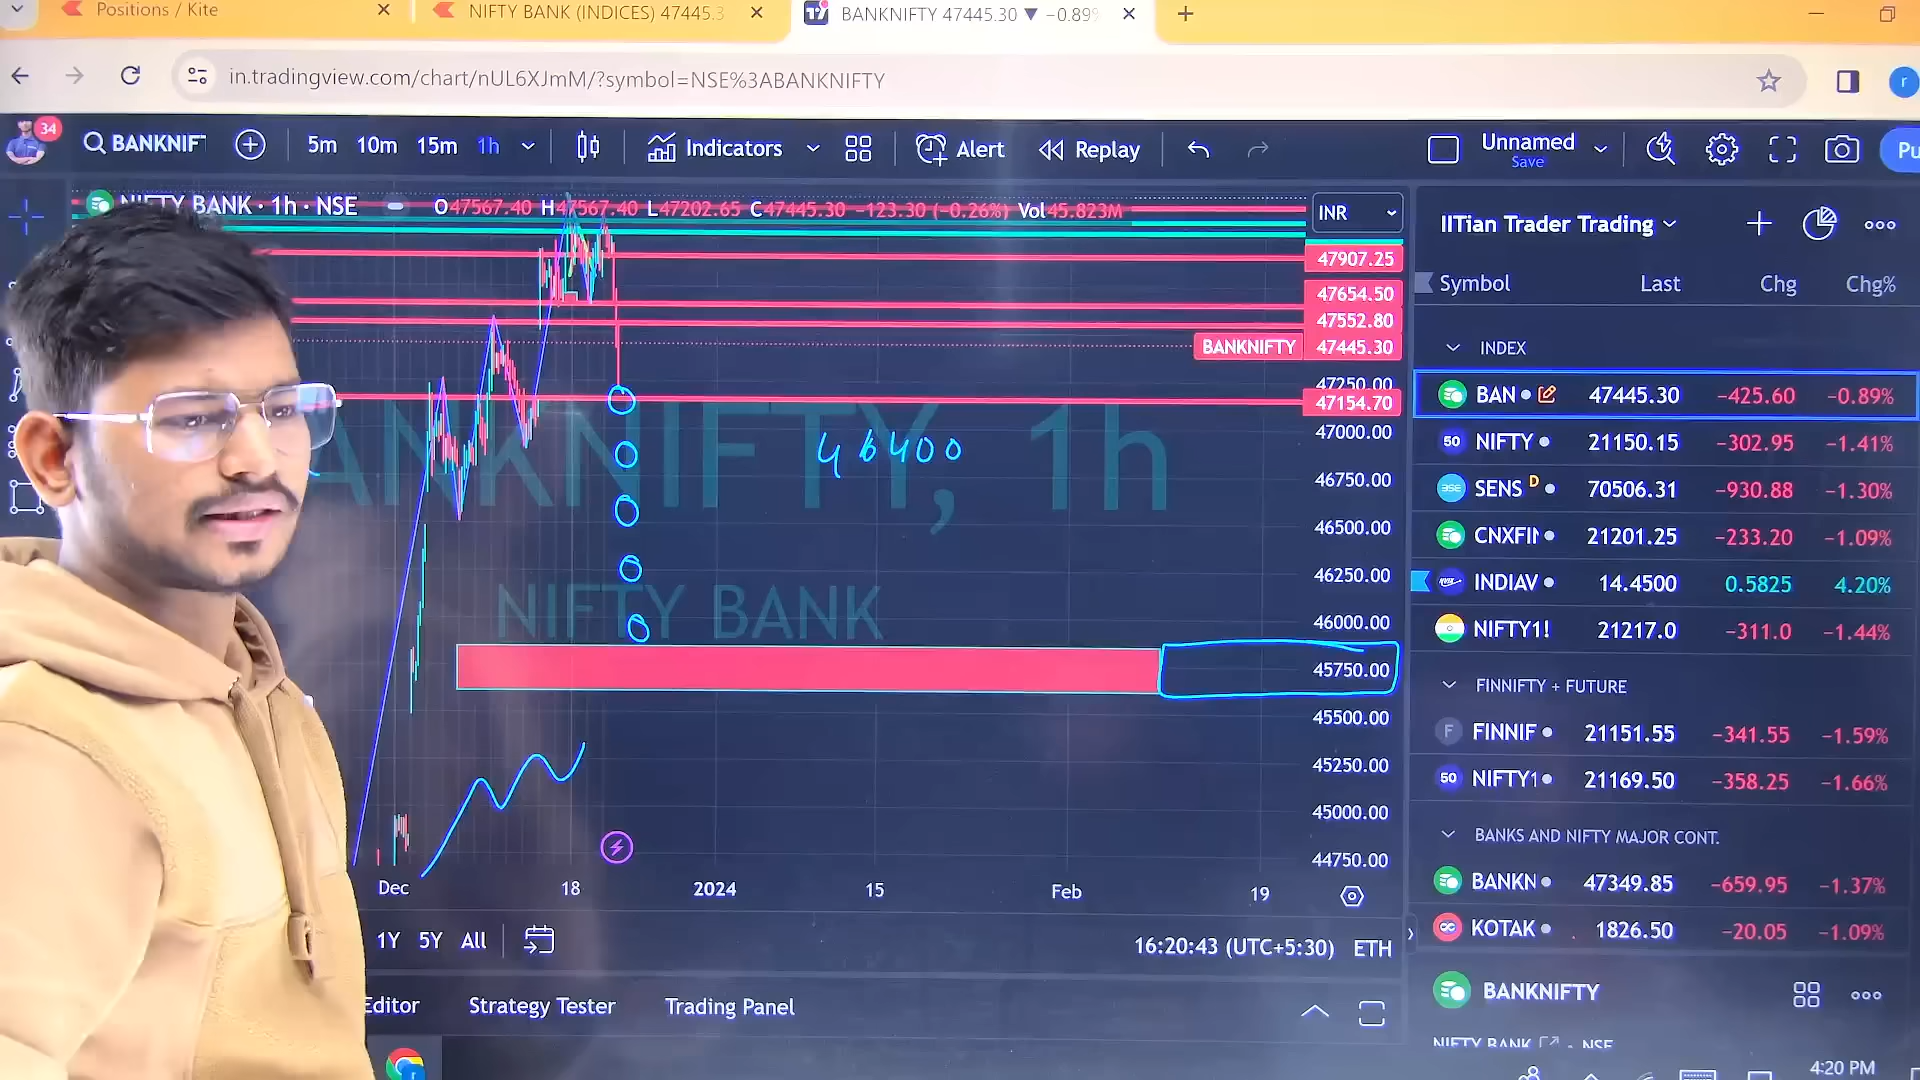 Positions / Kite
NIFTY BANK (INDICES) 47445.3
BANKNIFTY 47445.30 ▼ −0.89%
in.tradingview.com/chart/nUL6XJmM/?symbol=NSE%3ABANKNIFTY
r
34
BANKNIF
5m 10m 15m 1h
Indicators
Alert
Replay
Unnamed
Save
Pu
NIFTY BANK · 1h · NSE
O47567.40 H47567.40 L47202.65 C47445.30 −123.30 (−0.26%) Vol45.823M
INR
47907.25
47654.50
47552.80
BANKNIFTY 47445.30
47250.00
47154.70
47000.00
46750.00
46500.00
46250.00
46000.00
45750.00
45500.00
45250.00
45000.00
44750.00
46400
ANKNIFTY, 1h
NIFTY BANK
Dec 18 2024 15 Feb 19
1Y 5Y All
16:20:43 (UTC+5:30) ETH
Editor Strategy Tester Trading Panel
IITian Trader Trading
Symbol Last Chg Chg%
INDEX
BAN 47445.30 −425.60 −0.89%
50 NIFTY 21150.15 −302.95 −1.41%
BSE SENS D 70506.31 −930.88 −1.30%
CNXFIN 21201.25 −233.20 −1.09%
INDIAV 14.4500 0.5825 4.20%
NIFTY1! 21217.0 −311.0 −1.44%
FINNIFTY + FUTURE
F FINNIF 21151.55 −341.55 −1.59%
50 NIFTY1 21169.50 −358.25 −1.66%
BANKS AND NIFTY MAJOR CONT.
BANKN 47349.85 −659.95 −1.37%
KOTAK 1826.50 −20.05 −1.09%
BANKNIFTY
NIFTY BANK · NSE
4:20 PM